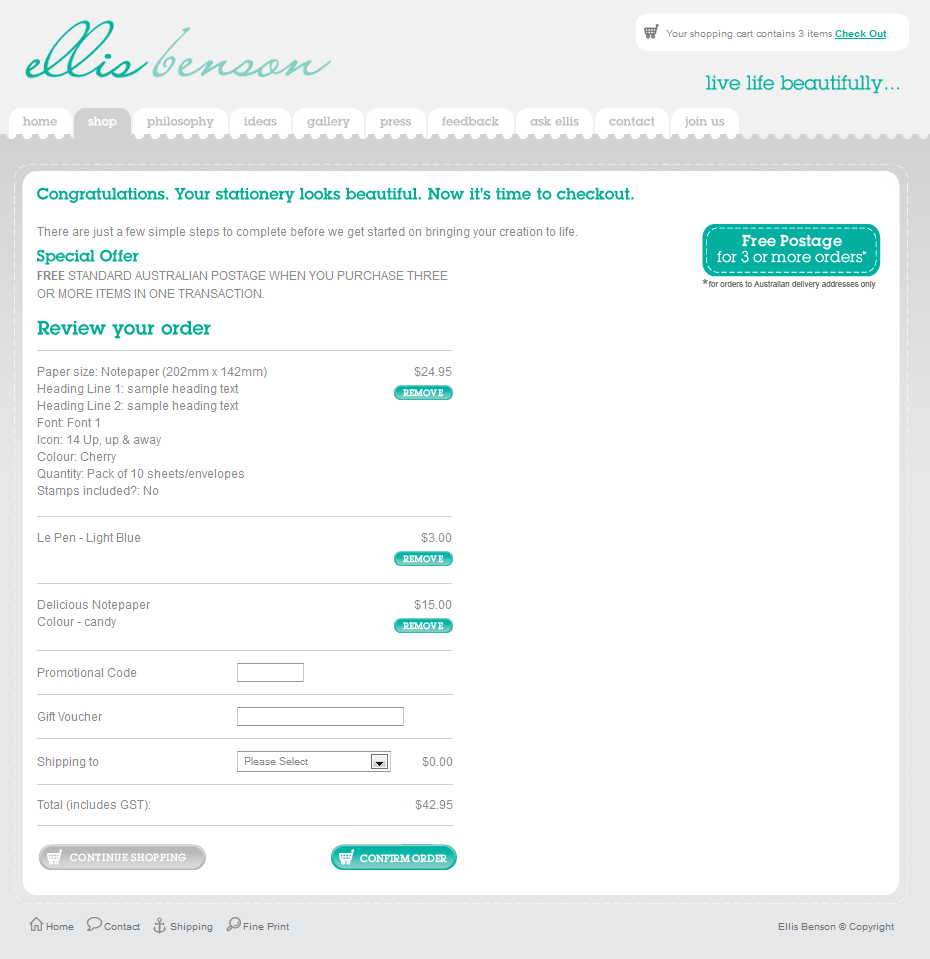 ellis benson
Your shopping cart contains 3 items Check Out
live life beautifully...
home shop philosophy ideas gallery press feedback ask ellis contact join us
Congratulations. Your stationery looks beautiful. Now it's time to checkout.
There are just a few simple steps to complete before we get started on bringing your creation to life.
Free Postage
for 3 or more orders*
*for orders to Australian delivery addresses only
Special Offer
FREE STANDARD AUSTRALIAN POSTAGE WHEN YOU PURCHASE THREE
OR MORE ITEMS IN ONE TRANSACTION.
Review your order
Paper size: Notepaper (202mm x 142mm) $24.95
Heading Line 1: sample heading text REMOVE
Heading Line 2: sample heading text
Font: Font 1
Icon: 14 Up, up & away
Colour: Cherry
Quantity: Pack of 10 sheets/envelopes
Stamps included?: No
Le Pen - Light Blue $3.00
REMOVE
Delicious Notepaper $15.00
Colour - candy REMOVE
Promotional Code
Gift Voucher
Shipping to Please Select $0.00
Total (includes GST): $42.95
CONTINUE SHOPPING CONFIRM ORDER
Home Contact Shipping Fine Print Ellis Benson © Copyright